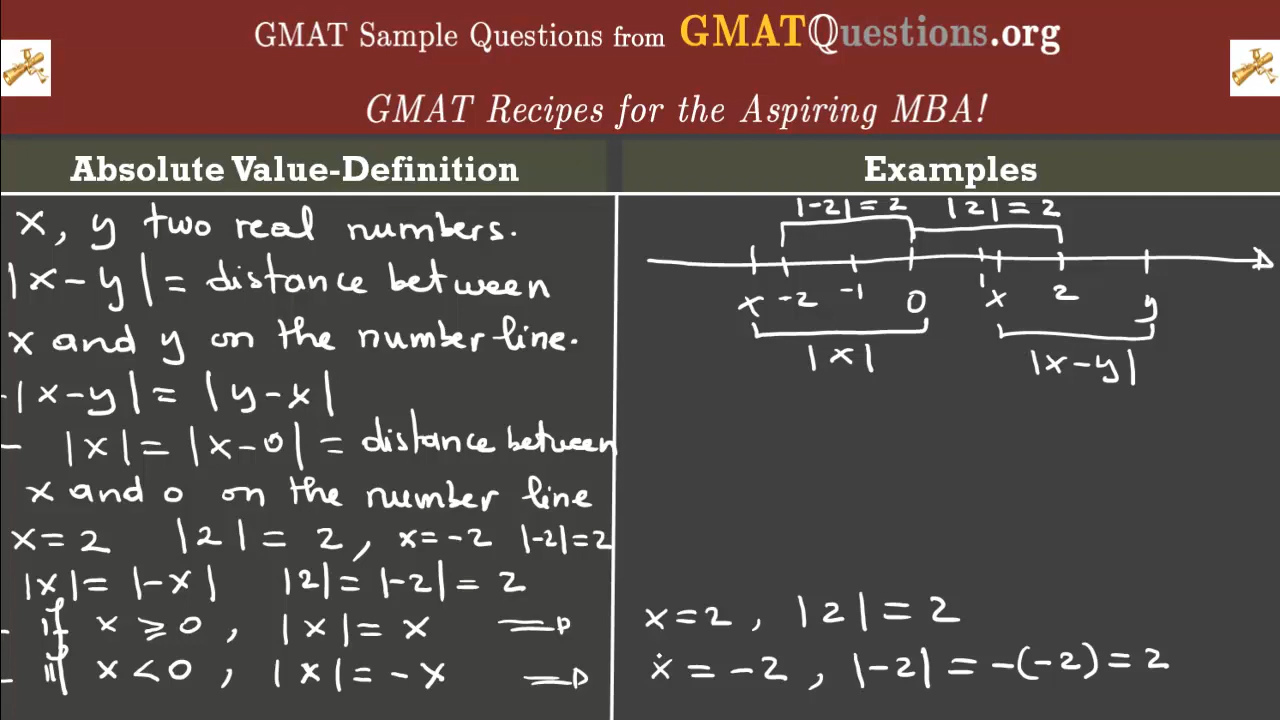 GMAT Sample Questions from GMATQuestions.org
GMAT Recipes for the Aspiring MBA!
Absolute Value-Definition
x, y two real numbers.
|x-y| = distance between
x and y on the number line.
-|x-y| = |y-x|
- |x| = |x-0| = distance between
x and 0 on the number line
x=2 |2| = 2, x=-2 |-2|=2
|x|= |-x| |2|=|-2|= 2
- if x ⩾ 0, |x|= x ⇒
- if x < 0, |x|= -x ⇒
Examples
|-2|=2 |2|=2
x -2 -1 0 1 x 2 y
|x| |x-y|
x=2, |2| = 2
x = -2, |-2| = -(-2) = 2